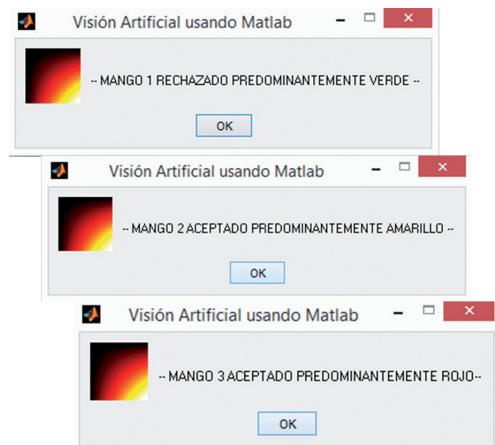 Visión Artificial usando Matlab
-- MANGO 1 RECHAZADO PREDOMINANTEMENTE VERDE --
OK
Visión Artificial usando Matlab
-- MANGO 2 ACEPTADO PREDOMINANTEMENTE AMARILLO --
OK
Visión Artificial usando Matlab
-- MANGO 3 ACEPTADO PREDOMINANTEMENTE ROJO--
OK